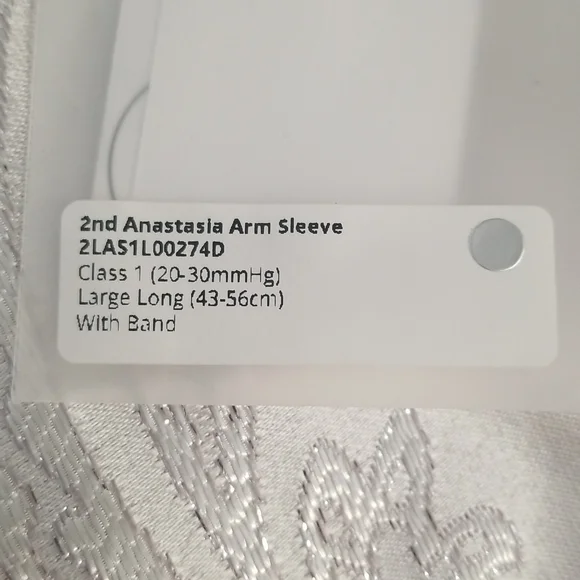 2nd Anastasia Arm Sleeve
2LAS1L00274D
Class 1 (20-30mmHg)
Large Long (43-56cm)
With Band